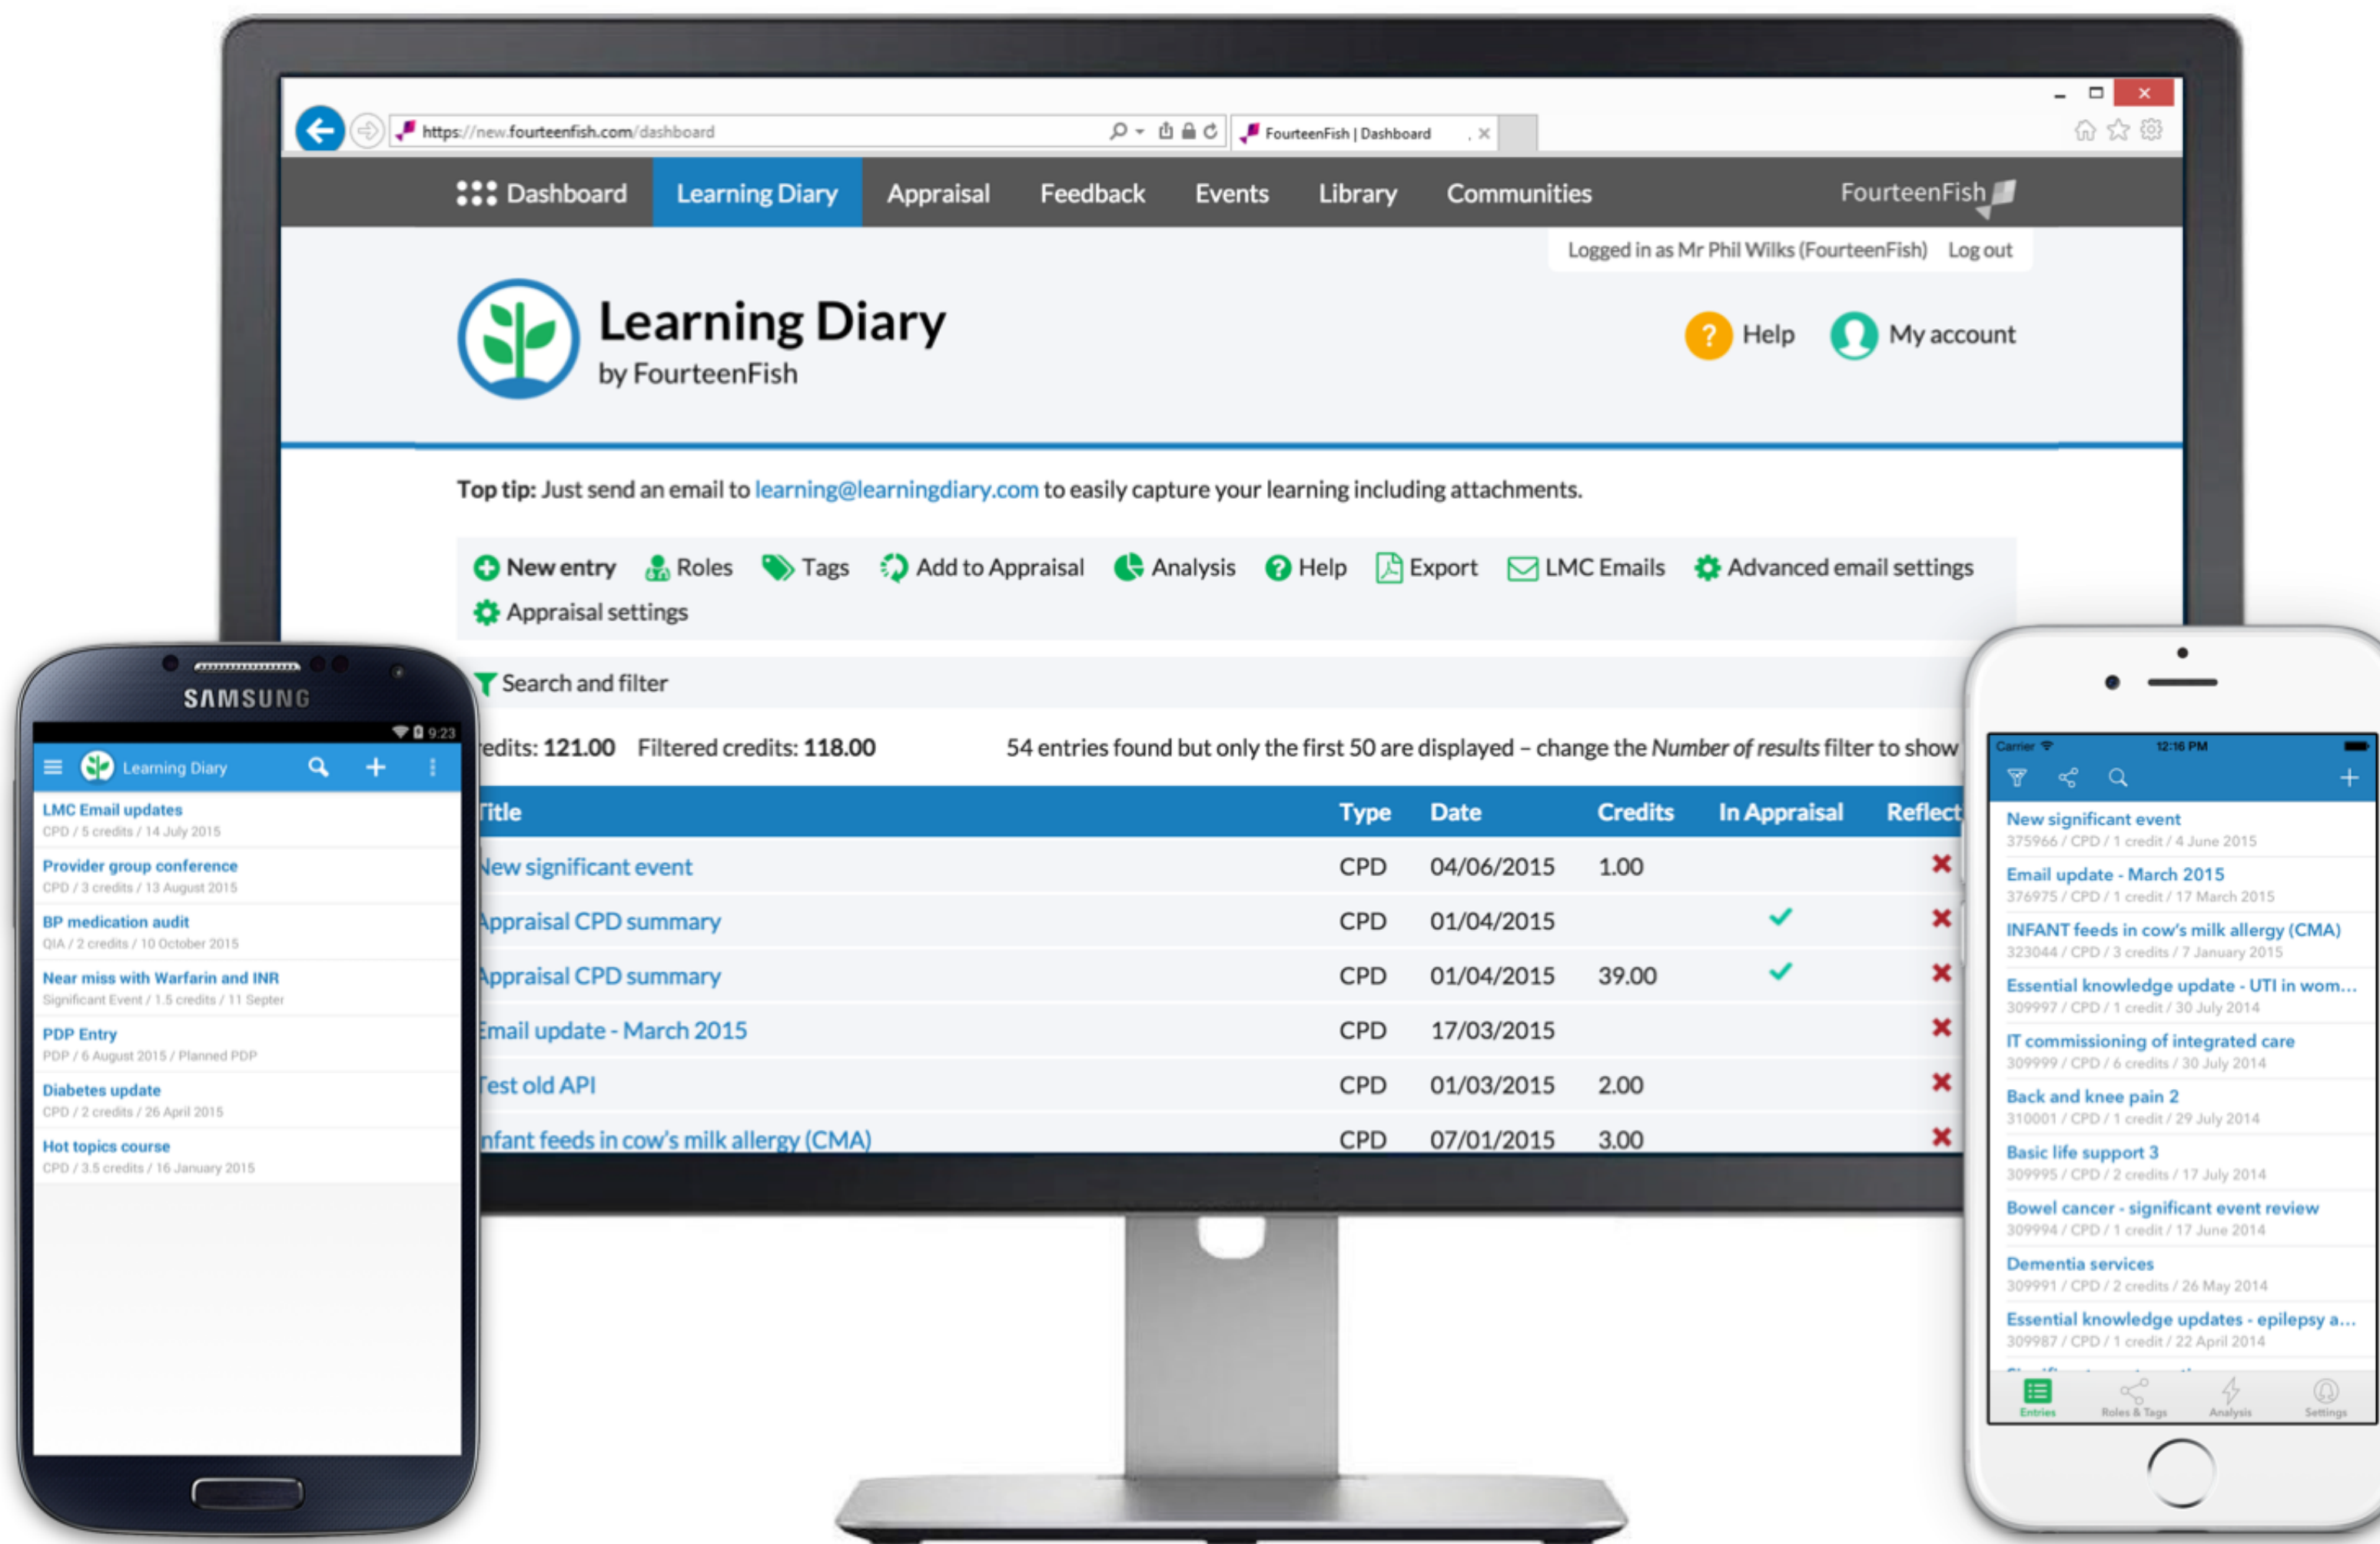 https://new.fourteenfish.com/dashboard
FourteenFish | Dashboard
Dashboard Learning Diary Appraisal Feedback Events Library Communities FourteenFish
Logged in as Mr Phil Wilks (FourteenFish) Log out
Learning Diary
by FourteenFish
Help My account
Top tip: Just send an email to learning@learningdiary.com to easily capture your learning including attachments.
New entry Roles Tags Add to Appraisal Analysis Help Export LMC Emails Advanced email settings
Appraisal settings
Search and filter
redits: 121.00 Filtered credits: 118.00 54 entries found but only the first 50 are displayed – change the Number of results filter to show
Title Type Date Credits In Appraisal Reflect
New significant event CPD 04/06/2015 1.00
Appraisal CPD summary CPD 01/04/2015
Appraisal CPD summary CPD 01/04/2015 39.00
Email update - March 2015 CPD 17/03/2015
Test old API CPD 01/03/2015 2.00
nfant feeds in cow's milk allergy (CMA) CPD 07/01/2015 3.00
SAMSUNG
9:23
Learning Diary
LMC Email updates
CPD / 5 credits / 14 July 2015
Provider group conference
CPD / 3 credits / 13 August 2015
BP medication audit
QIA / 2 credits / 10 October 2015
Near miss with Warfarin and INR
Significant Event / 1.5 credits / 11 Septer
PDP Entry
PDP / 6 August 2015 / Planned PDP
Diabetes update
CPD / 2 credits / 26 April 2015
Hot topics course
CPD / 3.5 credits / 16 January 2015
Carrier 12:16 PM
New significant event
375966 / CPD / 1 credit / 4 June 2015
Email update - March 2015
376975 / CPD / 1 credit / 17 March 2015
INFANT feeds in cow's milk allergy (CMA)
323044 / CPD / 3 credits / 7 January 2015
Essential knowledge update - UTI in wom...
309997 / CPD / 1 credit / 30 July 2014
IT commissioning of integrated care
309999 / CPD / 6 credits / 30 July 2014
Back and knee pain 2
310001 / CPD / 1 credit / 29 July 2014
Basic life support 3
309995 / CPD / 2 credits / 17 July 2014
Bowel cancer - significant event review
309994 / CPD / 1 credit / 17 June 2014
Dementia services
309991 / CPD / 2 credits / 26 May 2014
Essential knowledge updates - epilepsy a...
309987 / CPD / 1 credit / 22 April 2014
Entries Roles & Tags Analysis Settings